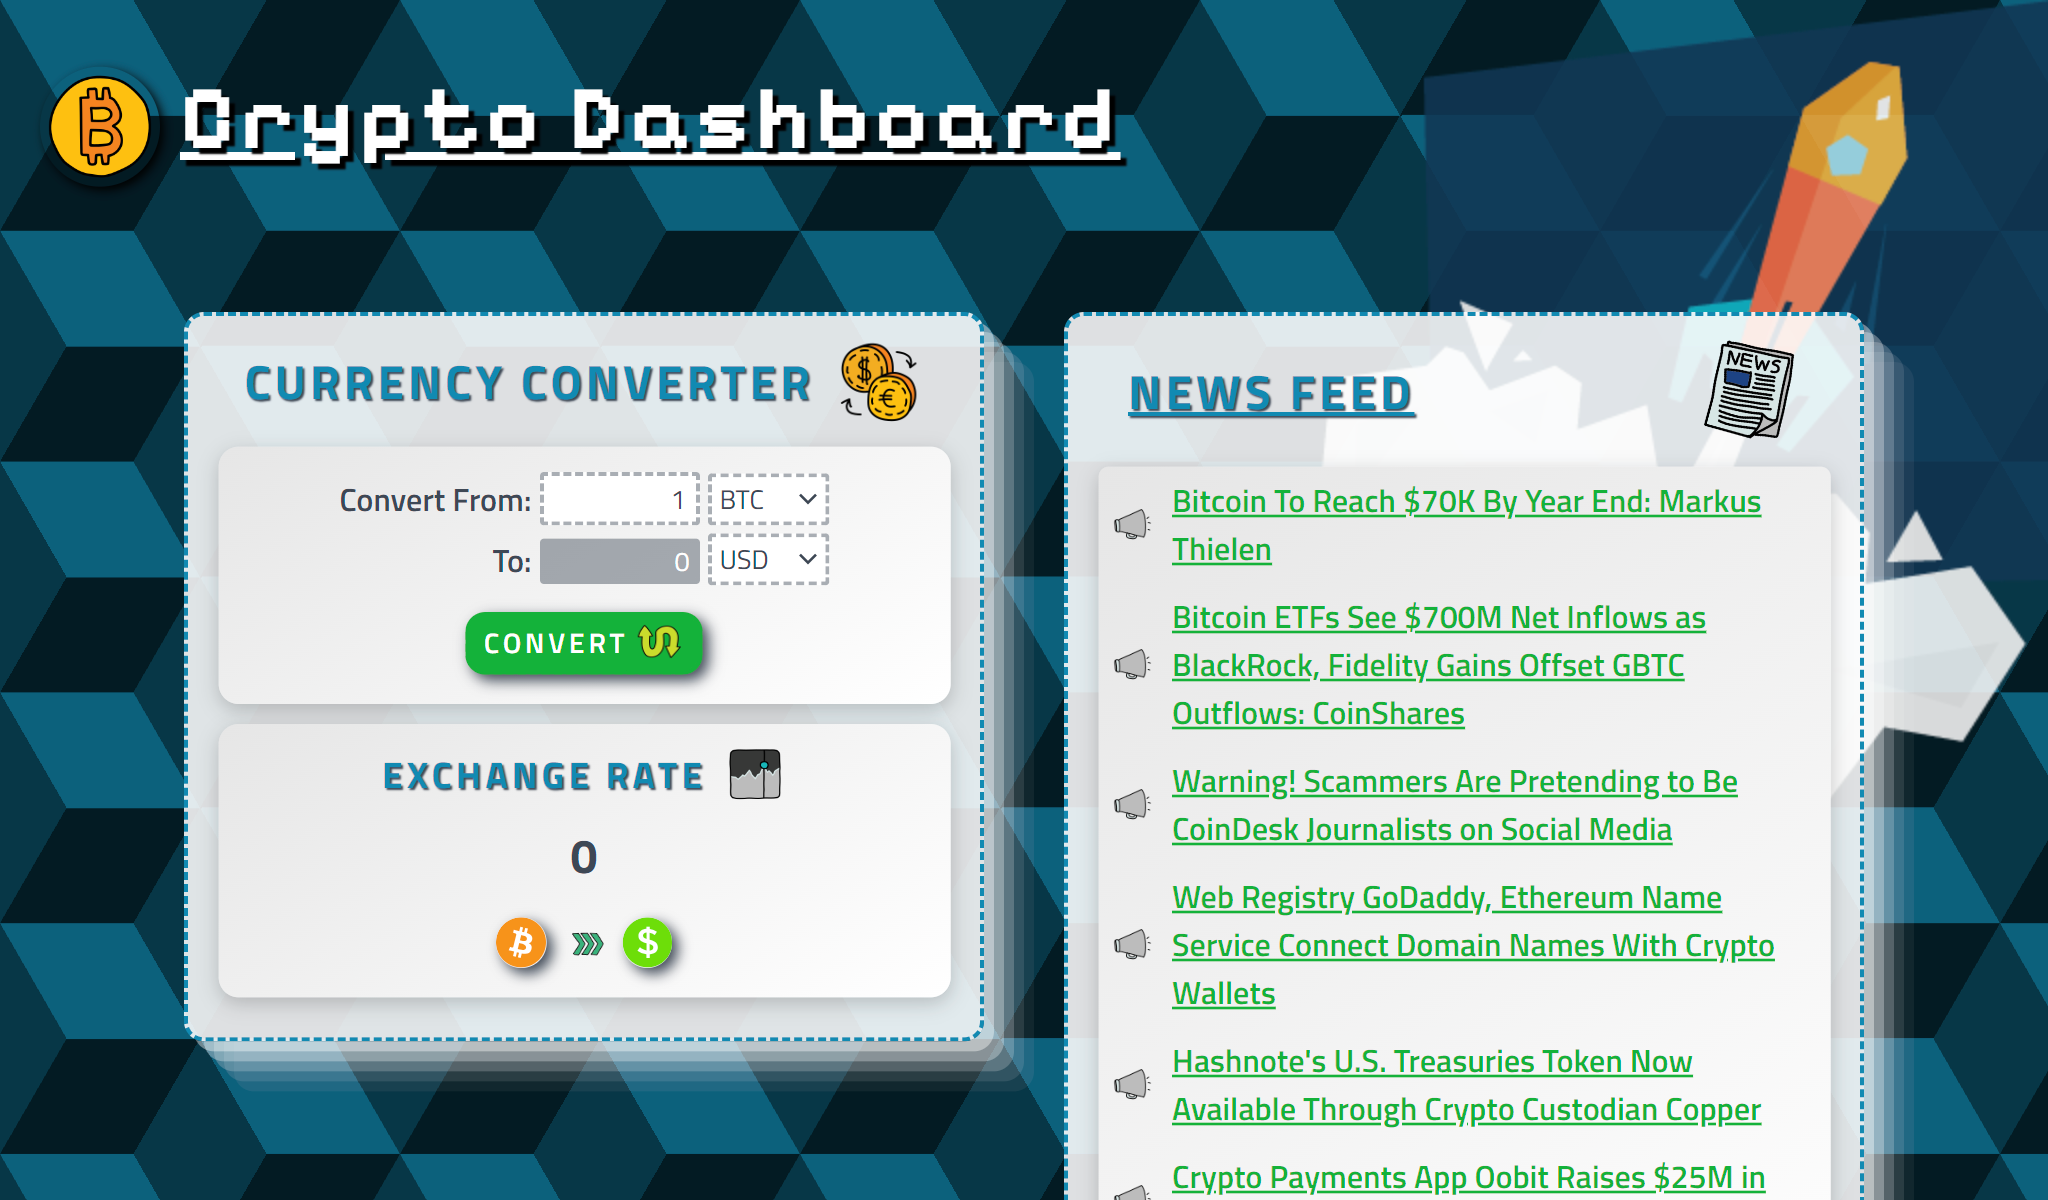 Crypto Dashboard
CURRENCY CONVERTER
Convert From: 1 BTC
To: 0 USD
CONVERT
EXCHANGE RATE
0
NEWS FEED
NEWS
Bitcoin To Reach $70K By Year End: Markus
Thielen
Bitcoin ETFs See $700M Net Inflows as
BlackRock, Fidelity Gains Offset GBTC
Outflows: CoinShares
Warning! Scammers Are Pretending to Be
CoinDesk Journalists on Social Media
Web Registry GoDaddy, Ethereum Name
Service Connect Domain Names With Crypto
Wallets
Hashnote's U.S. Treasuries Token Now
Available Through Crypto Custodian Copper
Crypto Payments App Oobit Raises $25M in